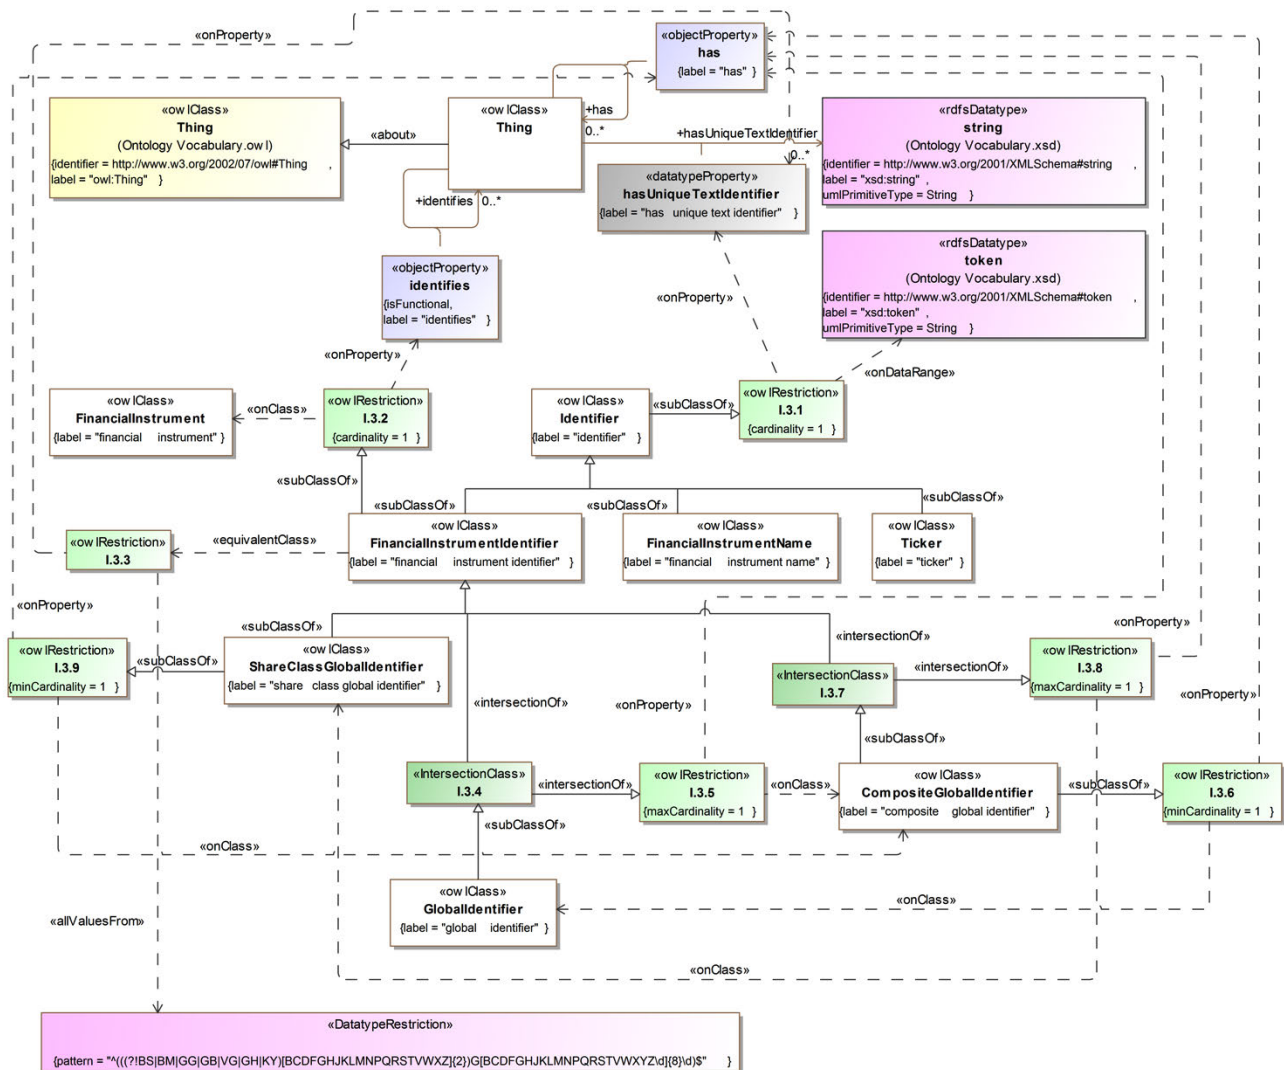 «onProperty»
«objectProperty»
has
{label = "has" }
«owlClass»
Thing
(Ontology Vocabulary.owl)
{identifier = http://www.w3.org/2002/07/owl#Thing ,
label = "owl:Thing" }
«about»
«owlClass»
Thing
+has
0..*
+hasUniqueTextIdentifier
0..*
«rdfsDatatype»
string
(Ontology Vocabulary.xsd)
{identifier = http://www.w3.org/2001/XMLSchema#string ,
label = "xsd:string" ,
umlPrimitiveType = String }
+identifies
0..*
«datatypeProperty»
hasUniqueTextIdentifier
{label = "has unique text identifier" }
«rdfsDatatype»
token
(Ontology Vocabulary.xsd)
{identifier = http://www.w3.org/2001/XMLSchema#token ,
label = "xsd:token" ,
umlPrimitiveType = String }
«objectProperty»
identifies
{isFunctional,
label = "identifies" }
«onProperty»
«onProperty»
«onDataRange»
«owlClass»
FinancialInstrument
{label = "financial instrument" }
«onClass»
«owlRestriction»
I.3.2
{cardinality = 1 }
«owlClass»
Identifier
{label = "identifier" }
«subClassOf»
«owlRestriction»
I.3.1
{cardinality = 1 }
«subClassOf»
«subClassOf»
«subClassOf»
«subClassOf»
«owlRestriction»
I.3.3
«equivalentClass»
«owlClass»
FinancialInstrumentIdentifier
{label = "financial instrument identifier" }
«owlClass»
FinancialInstrumentName
{label = "financial instrument name" }
«owlClass»
Ticker
{label = "ticker" }
«onProperty»
«owlRestriction»
I.3.9
{minCardinality = 1 }
«subClassOf»
«subClassOf»
«owlClass»
ShareClassGlobalIdentifier
{label = "share class global identifier" }
«intersectionOf»
«intersectionOf»
«IntersectionClass»
I.3.7
«intersectionOf»
«owlRestriction»
I.3.8
{maxCardinality = 1 }
«onProperty»
«onProperty»
«onProperty»
«subClassOf»
«IntersectionClass»
I.3.4
«intersectionOf»
«owlRestriction»
I.3.5
{maxCardinality = 1 }
«onClass»
«owlClass»
CompositeGlobalIdentifier
{label = "composite global identifier" }
«subClassOf»
«owlRestriction»
I.3.6
{minCardinality = 1 }
«subClassOf»
«onClass»
«owlClass»
GlobalIdentifier
{label = "global identifier" }
«onClass»
«allValuesFrom»
«onClass»
«DatatypeRestriction»
{pattern = "^(((?!BS|BM|GG|GB|VG|GH|KY)[BCDFGHJKLMNPQRSTVWXZ]{2})G[BCDFGHJKLMNPQRSTVWXYZ\d]{8}\d)$" }